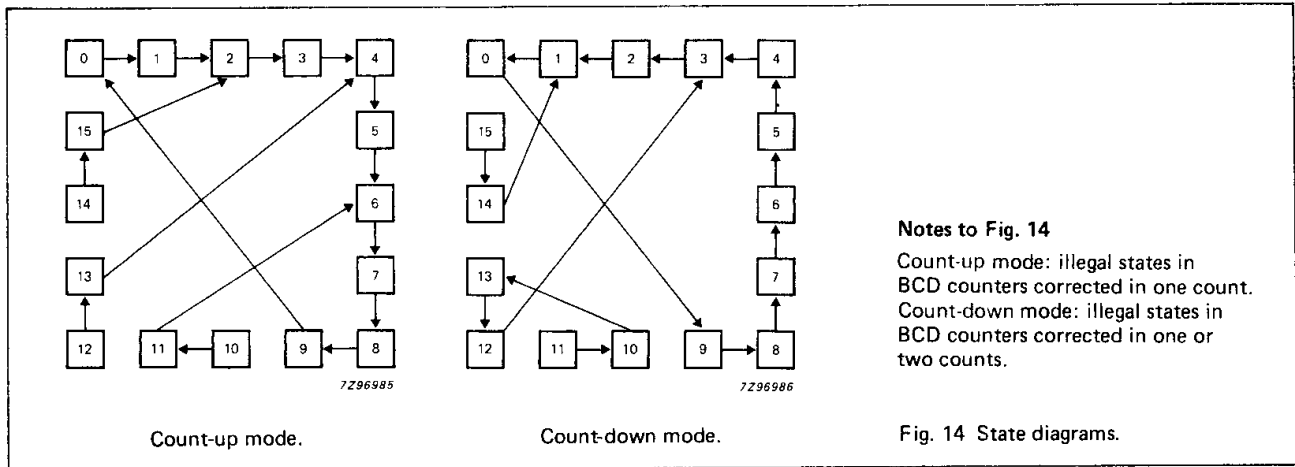 0 1 2 3 4
15 5
14 6
13 7
12 11 10 9 8
7Z96985
Count-up mode.
0 1 2 3 4
15 5
14 6
13 7
12 11 10 9 8
7Z96986
Count-down mode.
Notes to Fig. 14
Count-up mode: illegal states in
BCD counters corrected in one count.
Count-down mode: illegal states in
BCD counters corrected in one or
two counts.
Fig. 14 State diagrams.